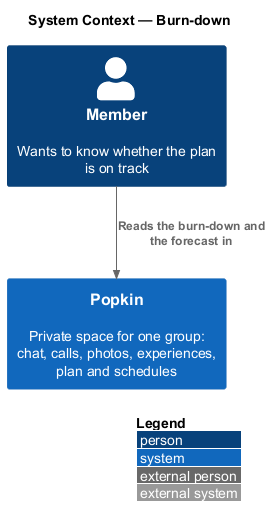 System Context — Burn-down
Member
Wants to know whether the plan
is on track
Reads the burn-down and
the forecast in
Popkin
Private space for one group:
chat, calls, photos, experiences,
plan and schedules
Legend
person
system
external person
external system